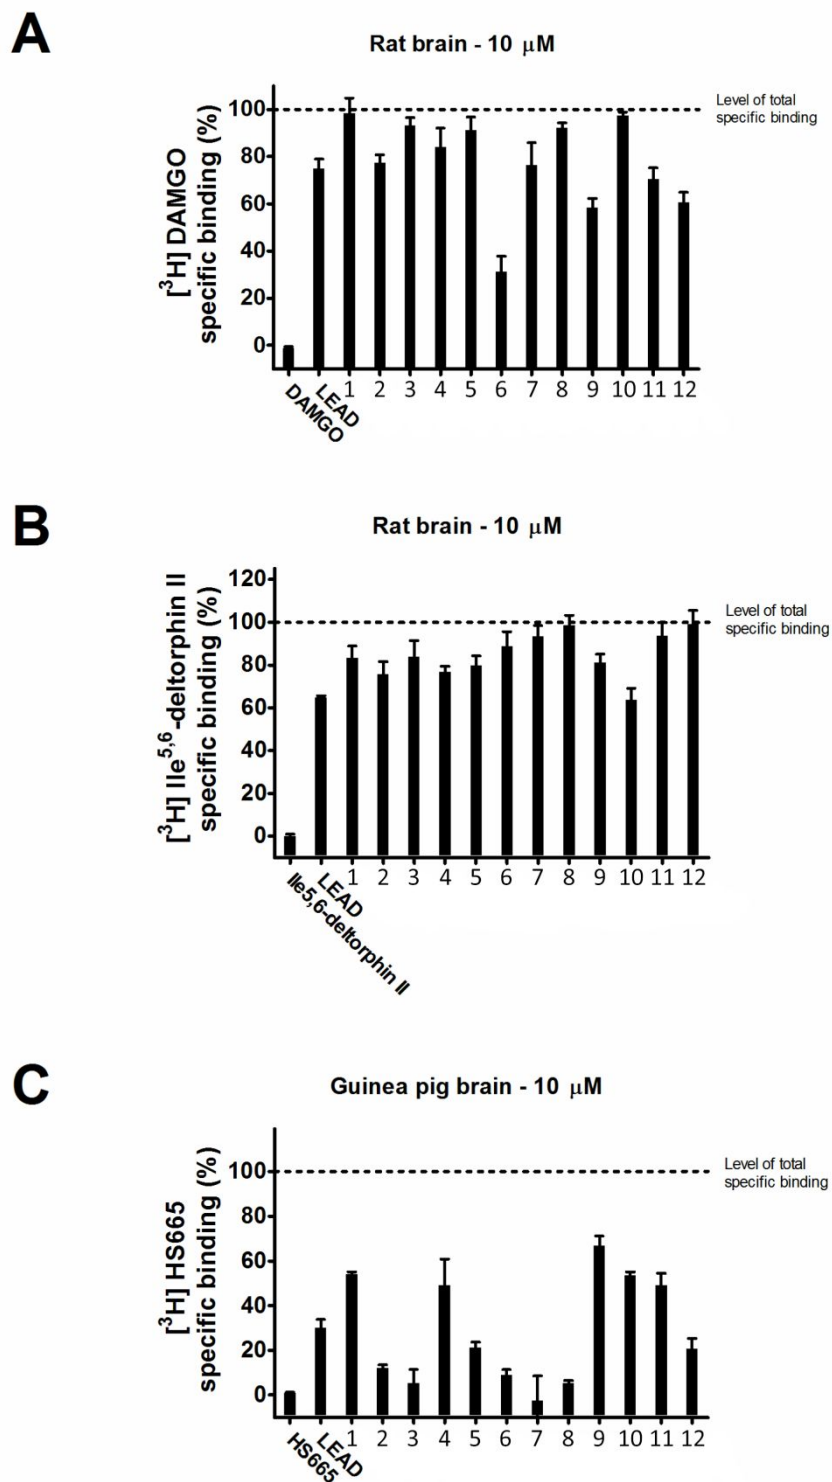 A
Rat brain - 10 μM
[³H] DAMGO
specific binding (%)
100
80
60
40
20
0
Level of total
specific binding
DAMGO
LEAD
1 2 3 4 5 6 7 8 9 10 11 12
B
Rat brain - 10 μM
[³H] Ile⁵,⁶-deltorphin II
specific binding (%)
120
100
80
60
40
20
0
Level of total
specific binding
Ile5,6-deltorphin II
LEAD
1 2 3 4 5 6 7 8 9 10 11 12
C
Guinea pig brain - 10 μM
[³H] HS665
specific binding (%)
100
80
60
40
20
0
Level of total
specific binding
HS665
LEAD
1 2 3 4 5 6 7 8 9 10 11 12